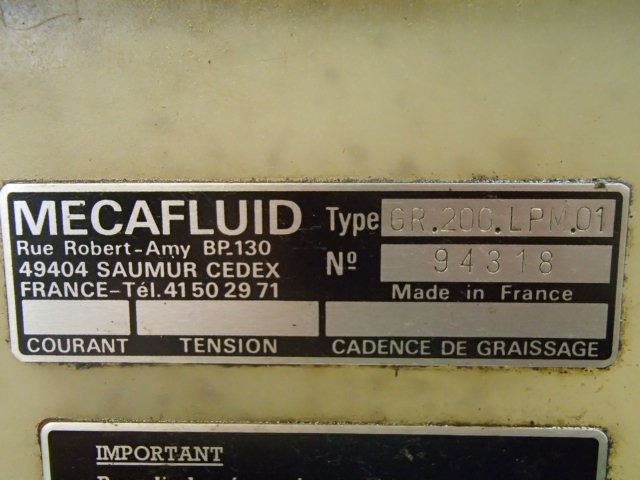 MECAFLUID Type GR.200.LPM.01
Rue Robert-Amy BP.130
49404 SAUMUR CEDEX Nº 94318
FRANCE-Tél. 41 50 29 71 Made in France
COURANT TENSION CADENCE DE GRAISSAGE
IMPORTANT